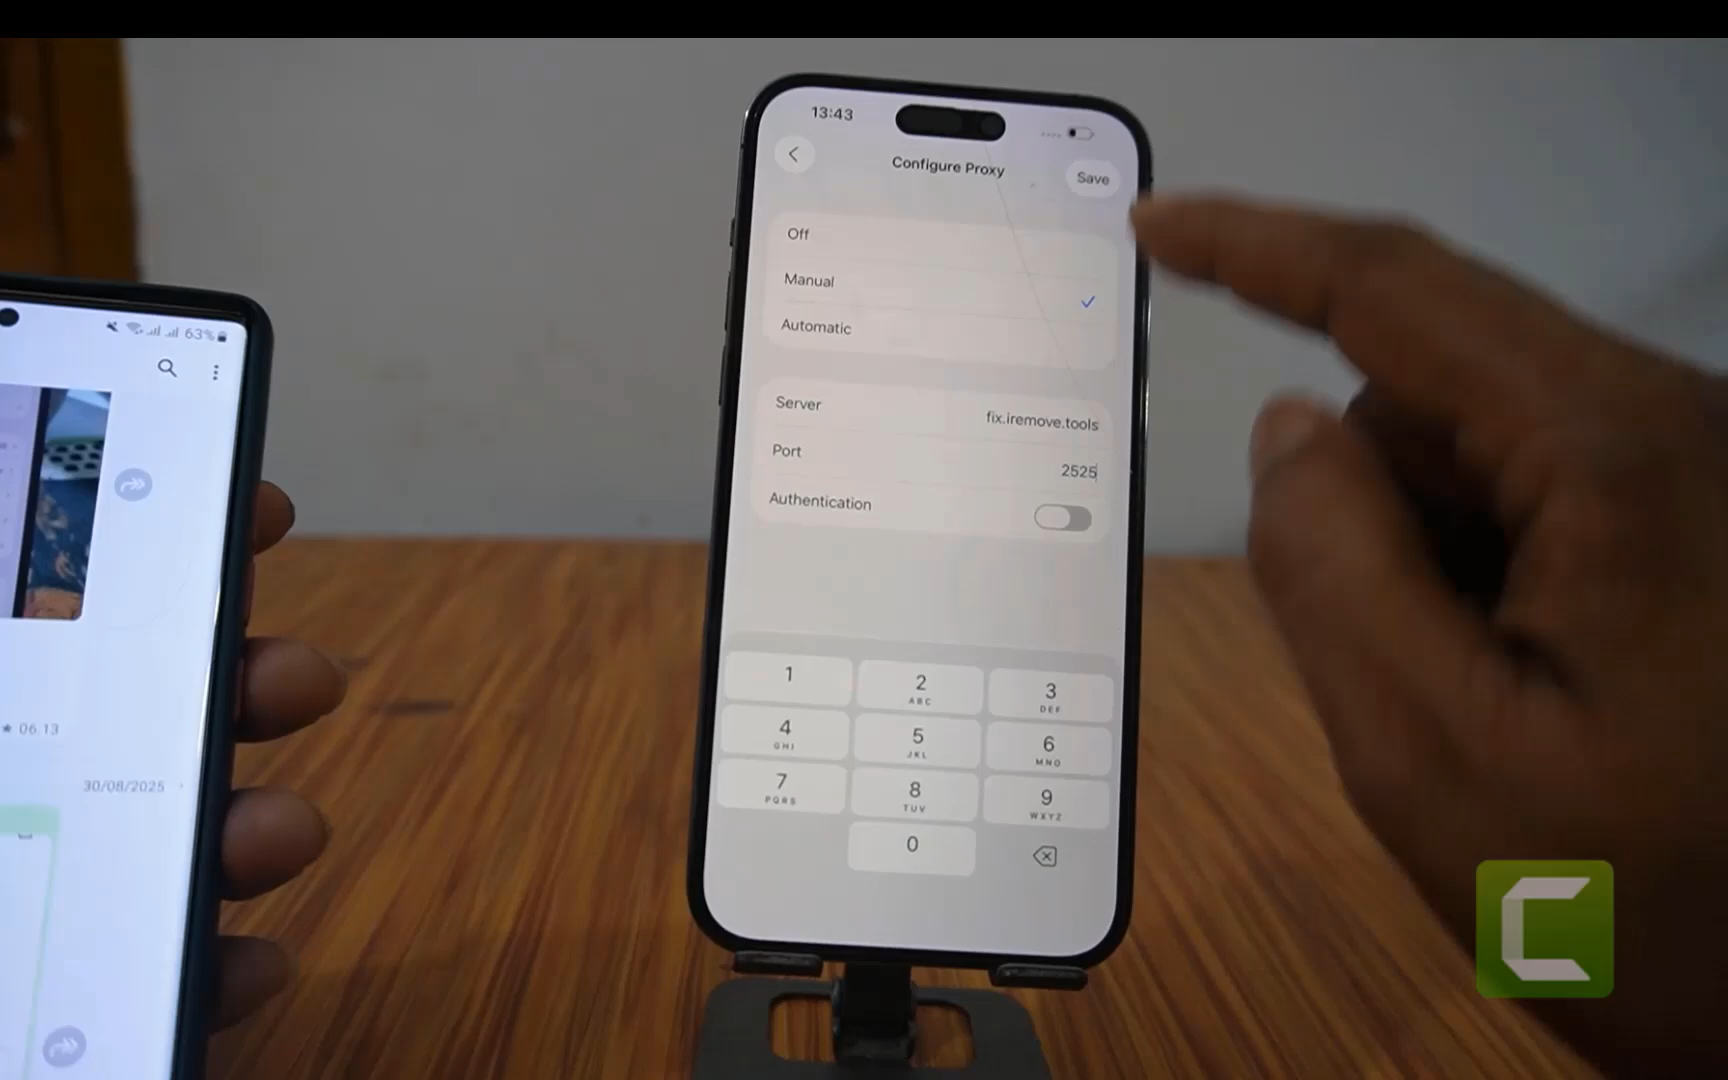 13:43
Configure Proxy
Save
Off
Manual
Automatic
Server
fix.iremove.tools
Port
2525
Authentication
1
2
ABC
3
DEF
4
GHI
5
JKL
6
MNO
7
PQRS
8
TUV
9
WXYZ
0
63%
06.13
30/08/2025
C